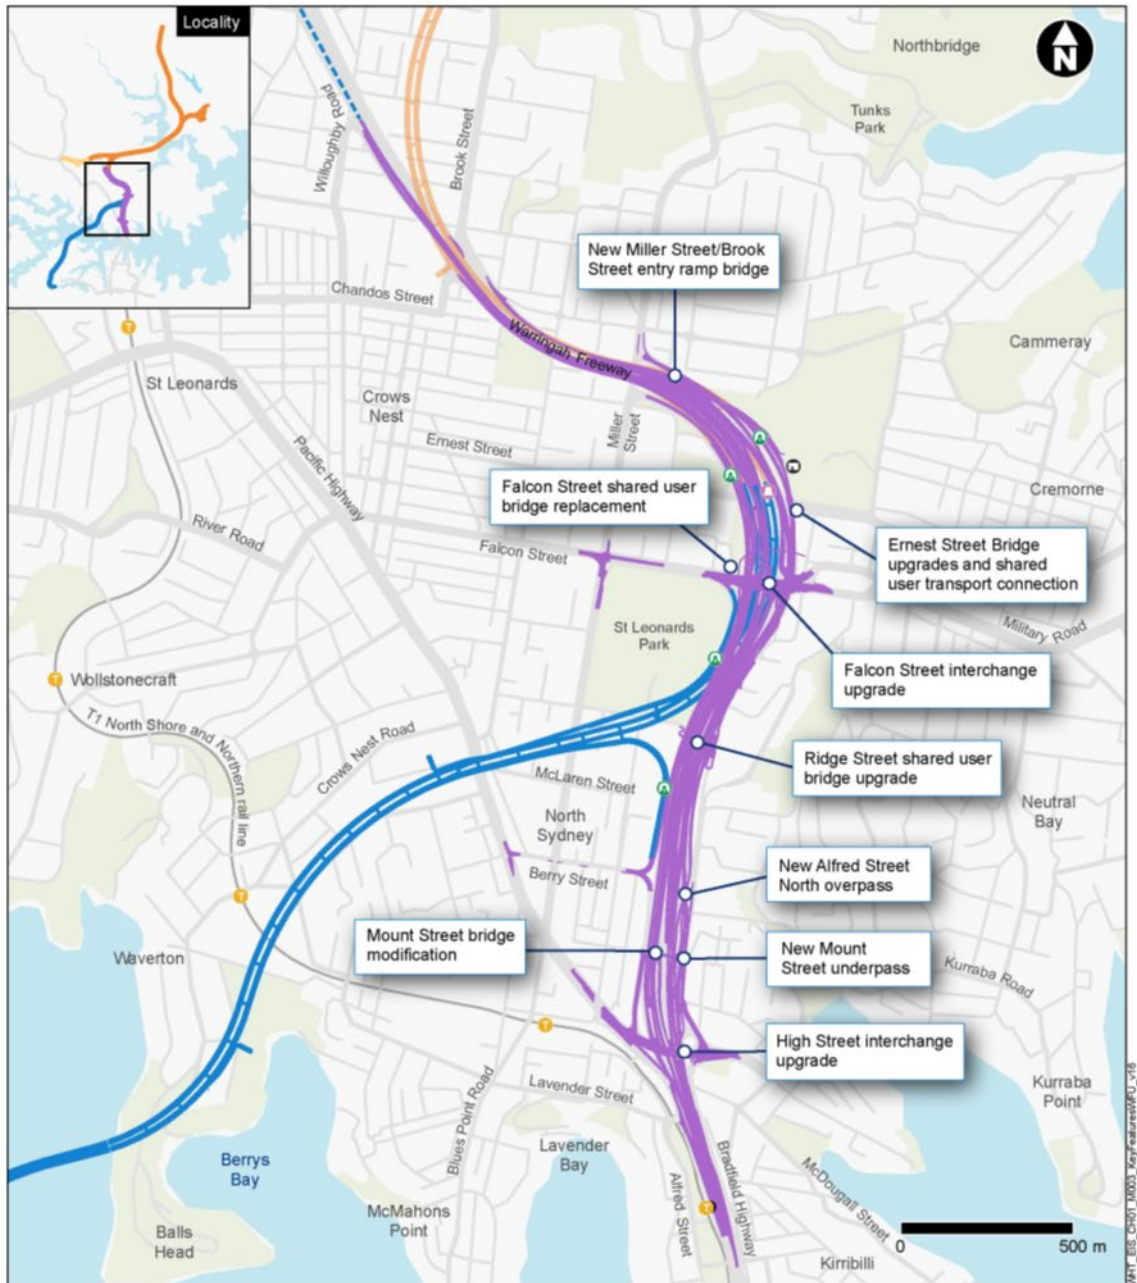 Locality
N
Northbridge
Tunks
Park
Willoughby Road
Brook Street
New Miller Street/Brook
Street entry ramp bridge
Chandos Street
Warringah Freeway
Cammeray
T
St Leonards
Crows
Nest
Miller
Street
Ernest Street
Pacific Highway
Falcon Street shared user
bridge replacement
Cremorne
River Road
Falcon Street
Ernest Street Bridge
upgrades and shared
user transport connection
St Leonards
Park
Military Road
Falcon Street interchange
upgrade
T
Wollstonecraft
T1 North Shore and Northern rail line
Crows Nest Road
Ridge Street shared user
bridge upgrade
McLaren Street
North
Sydney
Neutral
Bay
Berry Street
New Alfred Street
North overpass
T
Mount Street bridge
modification
New Mount
Street underpass
Waverton
Kurraba Road
T
High Street interchange
upgrade
Lavender Street
Blues Point Road
Kurraba
Point
Berrys
Bay
Lavender
Bay
Alfred Street
Bradfield Highway
McDougall Street
McMahons
Point
T
Balls
Head
Kirribilli
0
500 m